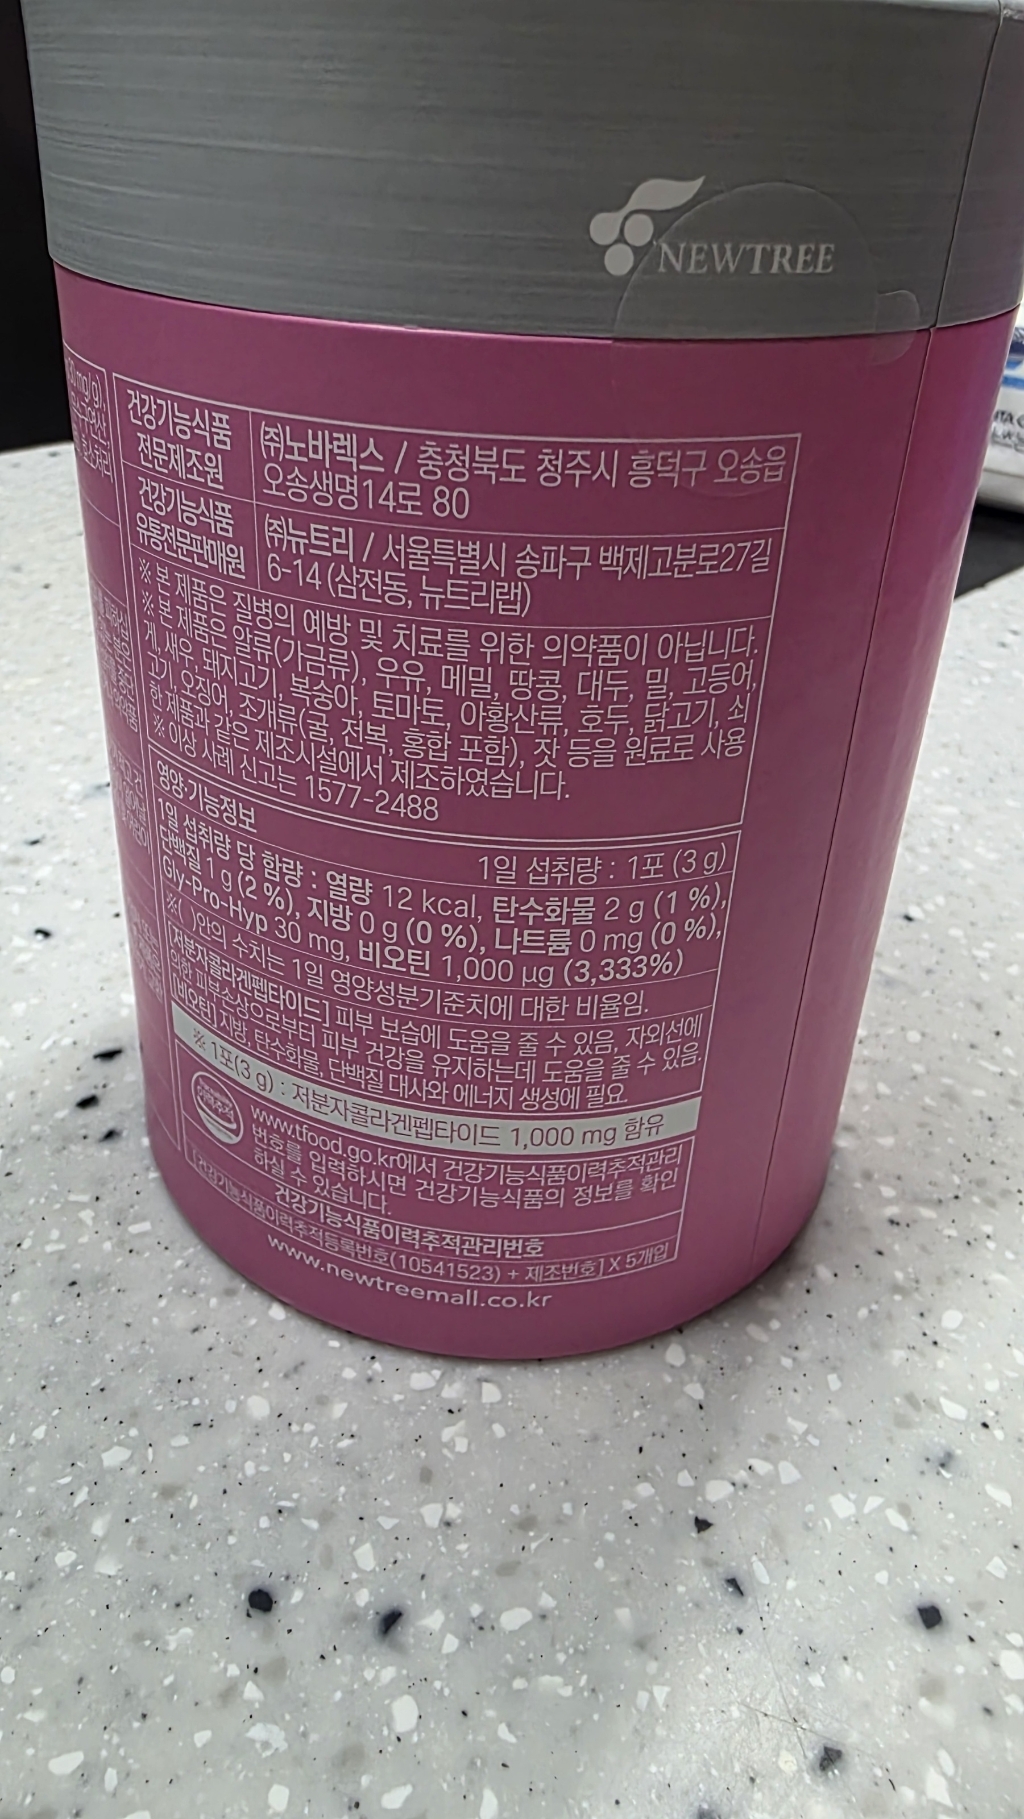 NEWTREE
건강기능식품
전문제조원
㈜노바렉스 / 충청북도 청주시 흥덕구 오송읍
오송생명14로 80
건강기능식품
유통전문판매원
㈜뉴트리 / 서울특별시 송파구 백제고분로27길
6-14 (삼전동, 뉴트리랩)
※ 본 제품은 질병의 예방 및 치료를 위한 의약품이 아닙니다.
※ 본 제품은 알류(가금류), 우유, 메밀, 땅콩, 대두, 밀, 고등어,
게, 새우, 돼지고기, 복숭아, 토마토, 아황산류, 호두, 닭고기, 쇠
고기, 오징어, 조개류(굴, 전복, 홍합 포함), 잣 등을 원료로 사용
한 제품과 같은 제조시설에서 제조하였습니다.
※ 이상 사례 신고는 1577-2488
영양·기능정보
1일 섭취량 : 1포 (3 g)
1일 섭취량 당 함량 : 열량 12 kcal, 탄수화물 2 g (1 %),
단백질 1 g (2 %), 지방 0 g (0 %), 나트륨 0 mg (0 %),
Gly-Pro-Hyp 30 mg, 비오틴 1,000 µg (3,333%)
※( )안의 수치는 1일 영양성분기준치에 대한 비율임.
[저분자콜라겐펩타이드] 피부 보습에 도움을 줄 수 있음, 자외선에
의한 피부손상으로부터 피부 건강을 유지하는데 도움을 줄 수 있음.
[비오틴] 지방, 탄수화물, 단백질 대사와 에너지 생성에 필요.
※ 1포(3 g) : 저분자콜라겐펩타이드 1,000 mg 함유
이력추적
www.tfood.go.kr에서 건강기능식품이력추적관리
번호를 입력하시면 건강기능식품의 정보를 확인
하실 수 있습니다.
건강기능식품이력추적관리번호
[건강기능식품이력추적등록번호(10541523) + 제조번호] X 5개입
www.newtreemall.co.kr